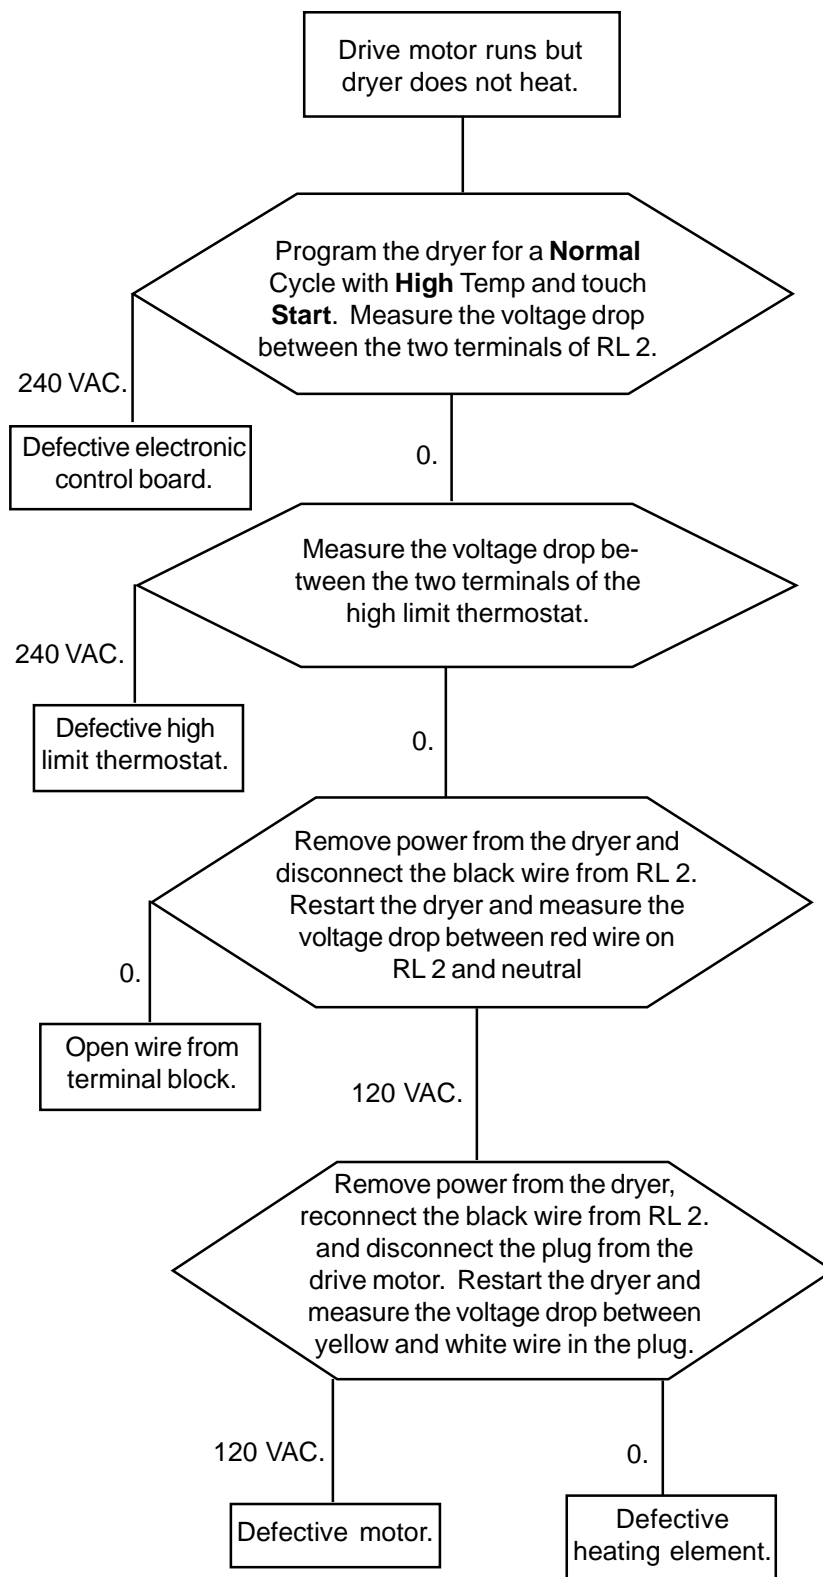 Drive motor runs but
dryer does not heat.
Program the dryer for a Normal
Cycle with High Temp and touch
Start. Measure the voltage drop
between the two terminals of RL 2.
240 VAC.
Defective electronic
control board.
0.
Measure the voltage drop be-
tween the two terminals of the
high limit thermostat.
240 VAC.
Defective high
limit thermostat.
0.
Remove power from the dryer and
disconnect the black wire from RL 2.
Restart the dryer and measure the
voltage drop between red wire on
RL 2 and neutral
0.
Open wire from
terminal block.
120 VAC.
Remove power from the dryer,
reconnect the black wire from RL 2.
and disconnect the plug from the
drive motor. Restart the dryer and
measure the voltage drop between
yellow and white wire in the plug.
120 VAC.
Defective motor.
0.
Defective
heating element.